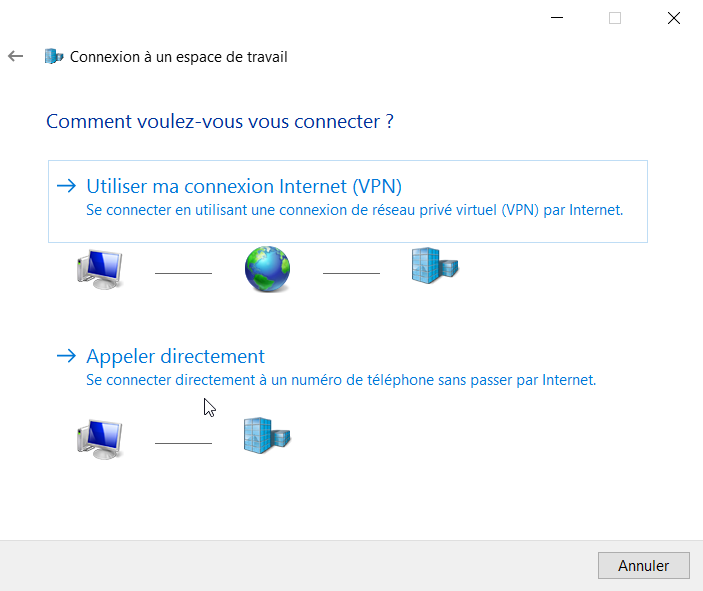 Connexion à un espace de travail
Comment voulez-vous vous connecter ?
Utiliser ma connexion Internet (VPN)
Se connecter en utilisant une connexion de réseau privé virtuel (VPN) par Internet.
Appeler directement
Se connecter directement à un numéro de téléphone sans passer par Internet.
Annuler